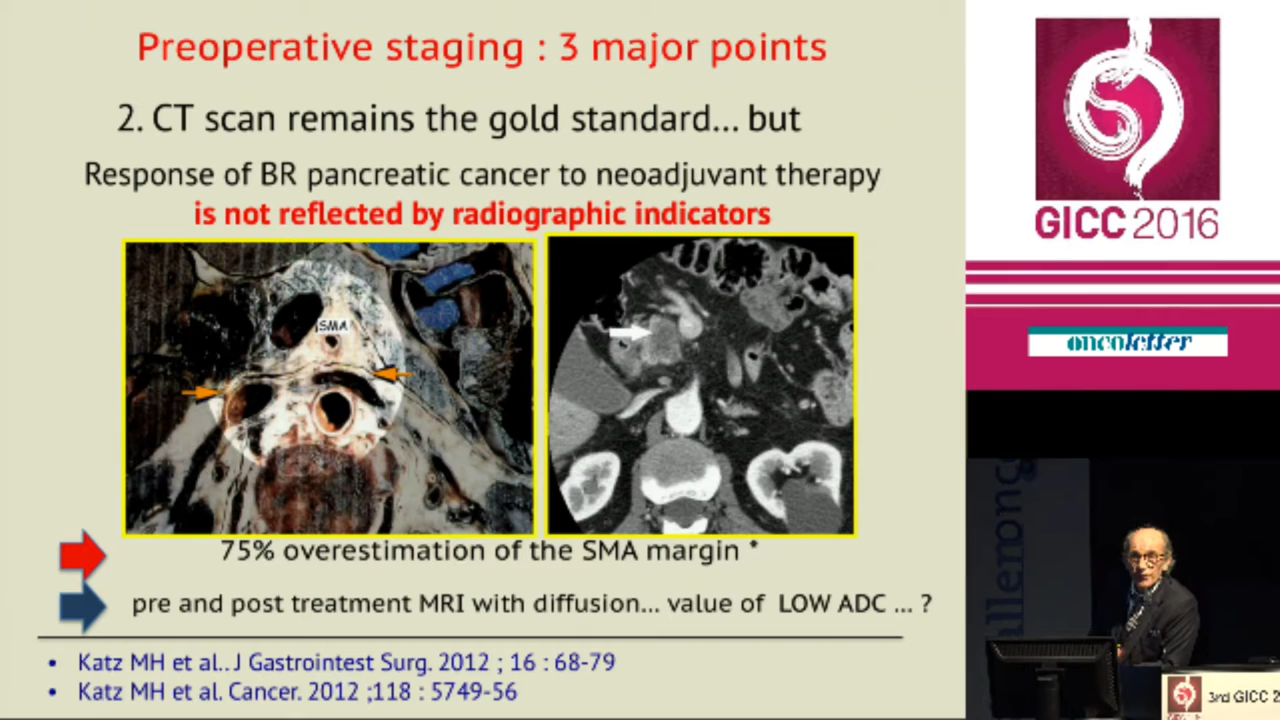 Preoperative staging : 3 major points
2. CT scan remains the gold standard... but
Response of BR pancreatic cancer to neoadjuvant therapy
is not reflected by radiographic indicators
SMA
75% overestimation of the SMA margin *
pre and post treatment MRI with diffusion... value of LOW ADC ... ?
• Katz MH et al.. J Gastrointest Surg. 2012 ; 16 : 68-79
• Katz MH et al. Cancer. 2012 ;118 : 5749-56
GICC 2016
oncoletter
allemong
3rd GICC 2